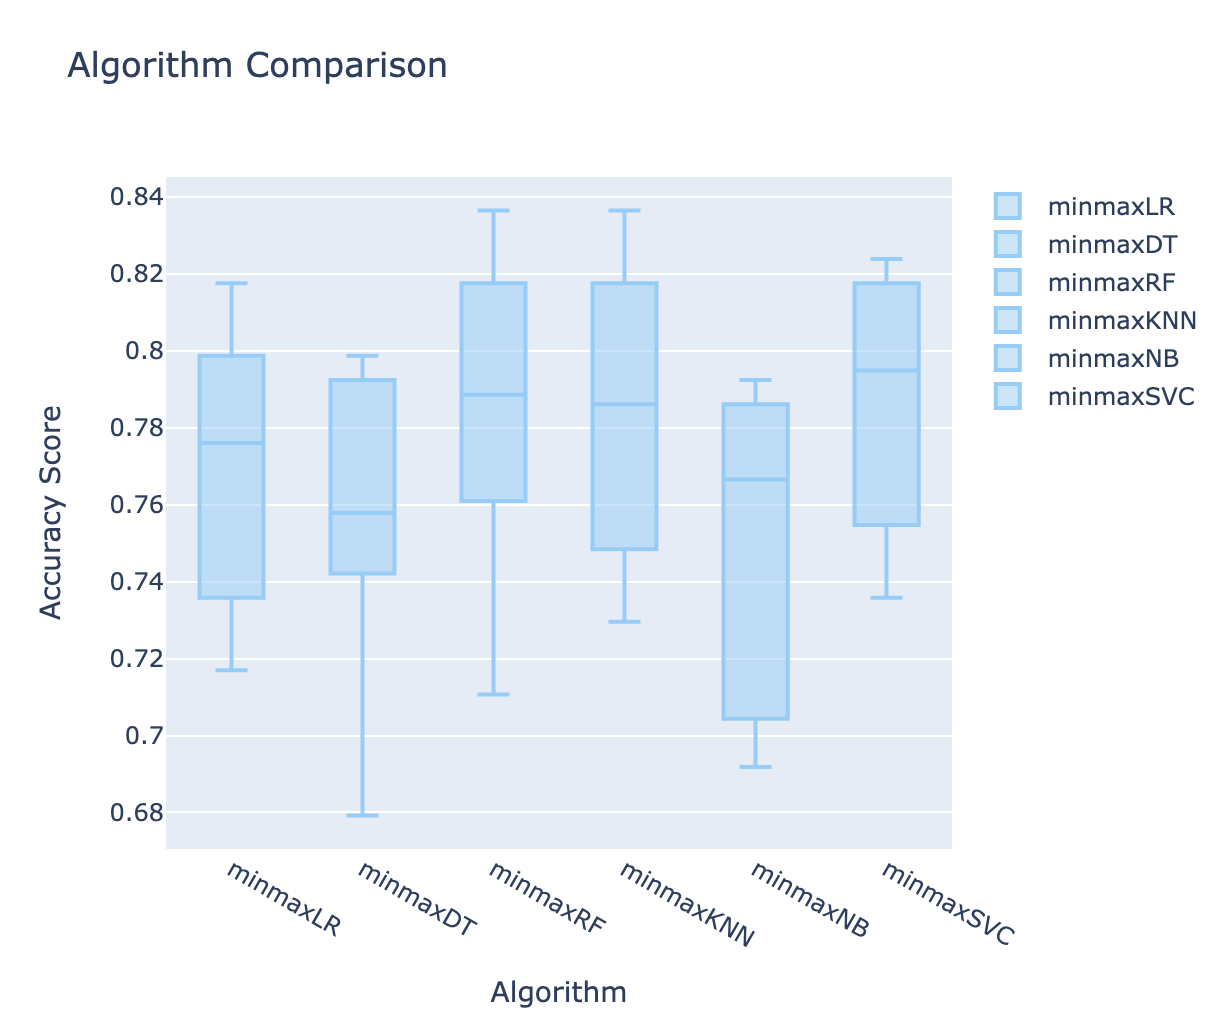 Algorithm Comparison
0.84
0.82
0.8
0.78
0.76
0.74
0.72
0.7
0.68
Accuracy Score
minmaxLR
minmaxDT
minmaxRF
minmaxKNN
minmaxNB
minmaxSVC
Algorithm
minmaxLR
minmaxDT
minmaxRF
minmaxKNN
minmaxNB
minmaxSVC